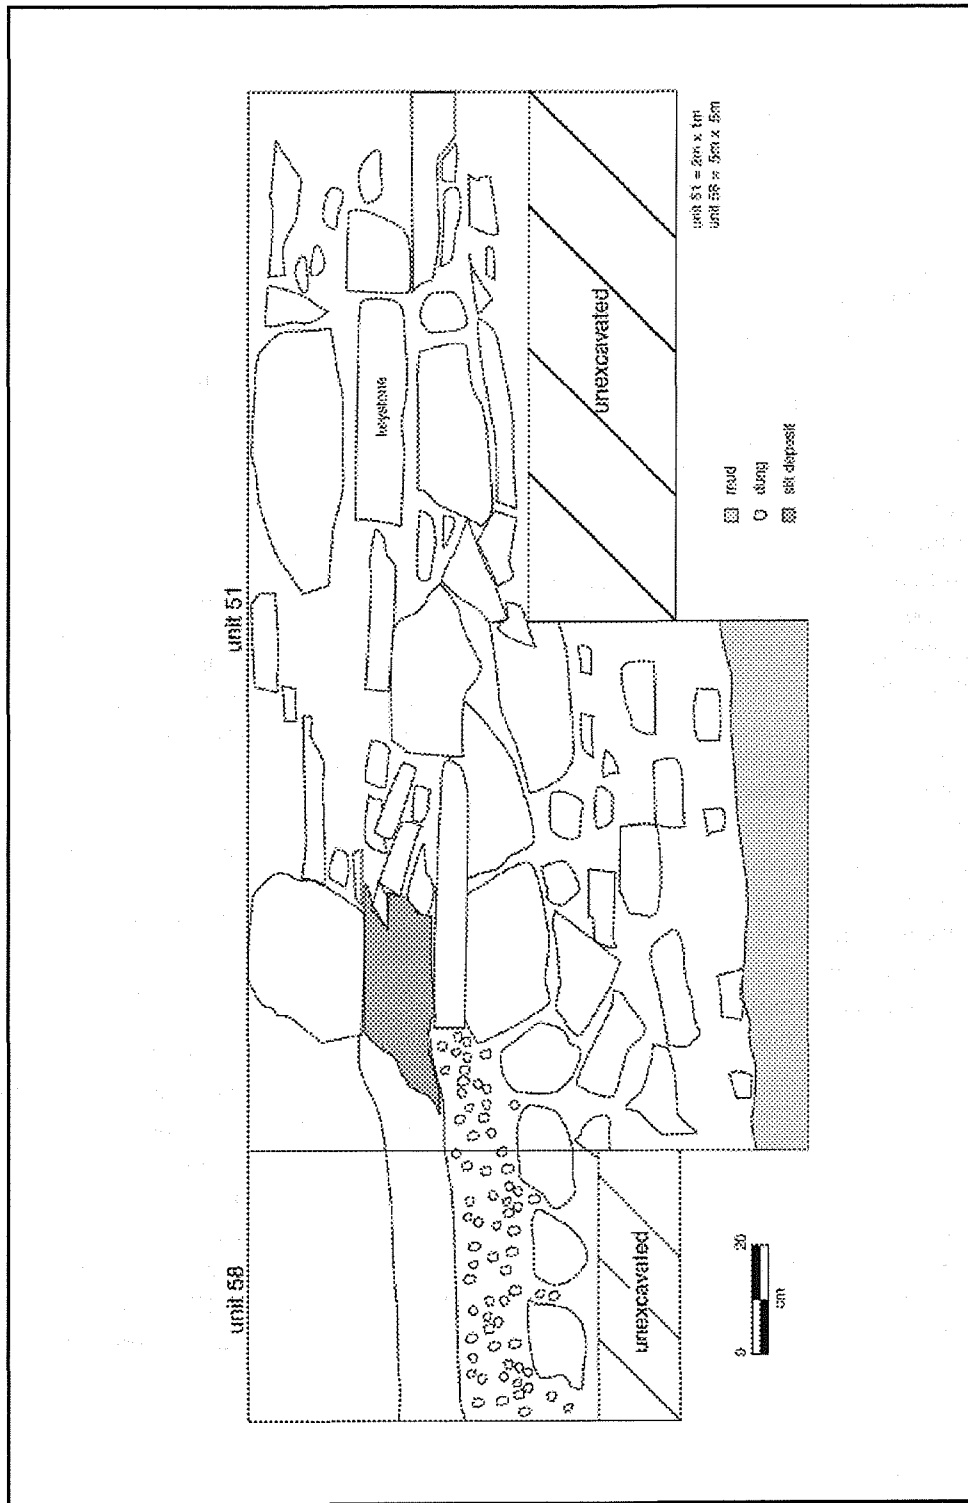 unit 58
unit 51
keystone
unexcavated
unexcavated
unit 51 = 2m x 1m
unit 58 = 5m x 5m
mud
dung
silt deposit
0 20
cm